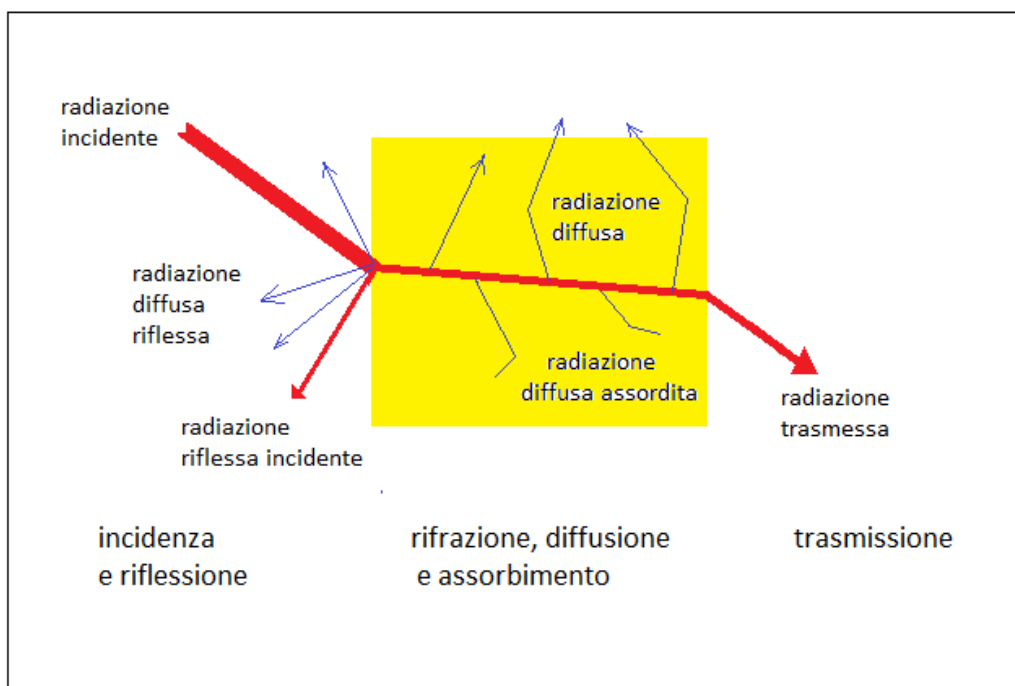 radiazione
incidente
radiazione
diffusa
radiazione
diffusa
riflessa
radiazione
diffusa assordita
radiazione
trasmessa
radiazione
riflessa incidente
incidenza
e riflessione
rifrazione, diffusione
e assorbimento
trasmissione